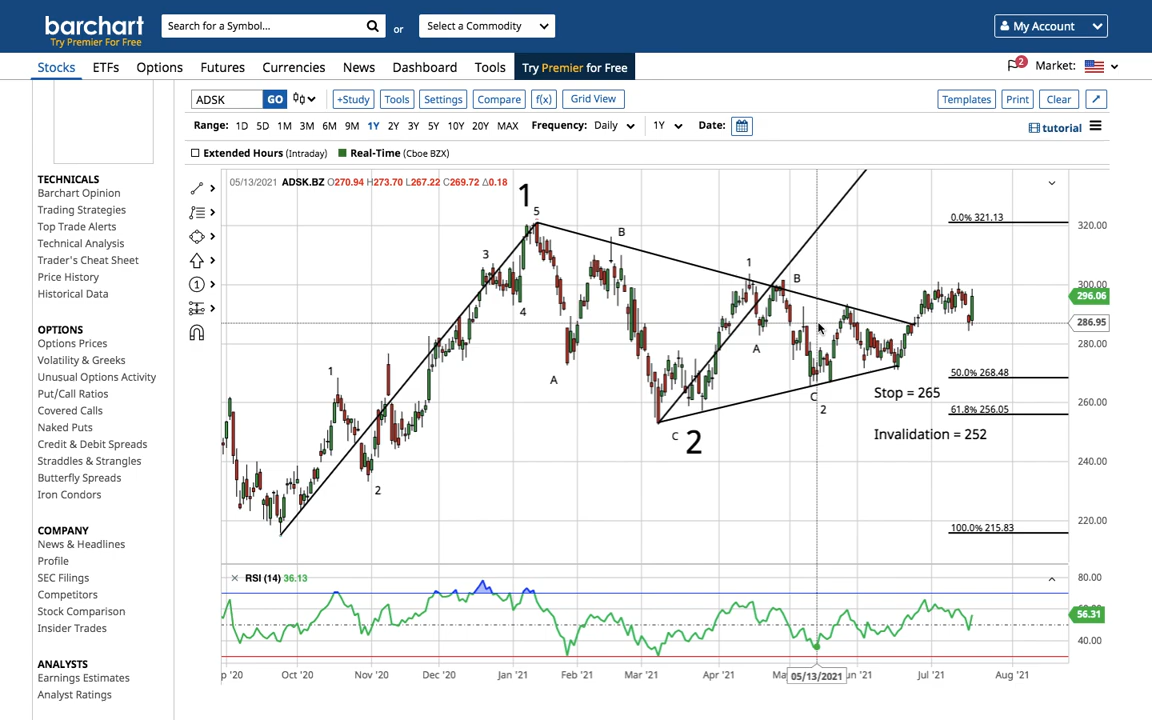 barchart
Try Premier For Free
Search for a Symbol...
or
Select a Commodity
My Account
Stocks ETFs Options Futures Currencies News Dashboard Tools Try Premier for Free
2 Market:
ADSK GO +Study Tools Settings Compare f(x) Grid View Templates Print Clear
Range: 1D 5D 1M 3M 6M 9M 1Y 2Y 3Y 5Y 10Y 20Y MAX Frequency: Daily 1Y Date: tutorial
Extended Hours (Intraday) Real-Time (Cboe BZX)
05/13/2021 ADSK.BZ O270.94 H273.70 L267.22 C269.72 Δ0.18
TECHNICALS
Barchart Opinion
Trading Strategies
Top Trade Alerts
Technical Analysis
Trader's Cheat Sheet
Price History
Historical Data
OPTIONS
Options Prices
Volatility & Greeks
Unusual Options Activity
Put/Call Ratios
Covered Calls
Naked Puts
Credit & Debit Spreads
Straddles & Strangles
Butterfly Spreads
Iron Condors
COMPANY
News & Headlines
Profile
SEC Filings
Competitors
Stock Comparison
Insider Trades
ANALYSTS
Earnings Estimates
Analyst Ratings
1
1
5
B
3
4
2
A
1
B
A
C
2
C
2
0.0% 321.13
50.0% 268.48
Stop = 265
61.8% 256.05
Invalidation = 252
100.0% 215.83
320.00
300.00
296.06
286.95
280.00
260.00
240.00
220.00
RSI (14) 36.13
80.00
56.31
40.00
Oct '20 Nov '20 Dec '20 Jan '21 Feb '21 Mar '21 Apr '21 05/13/2021 Jul '21 Aug '21